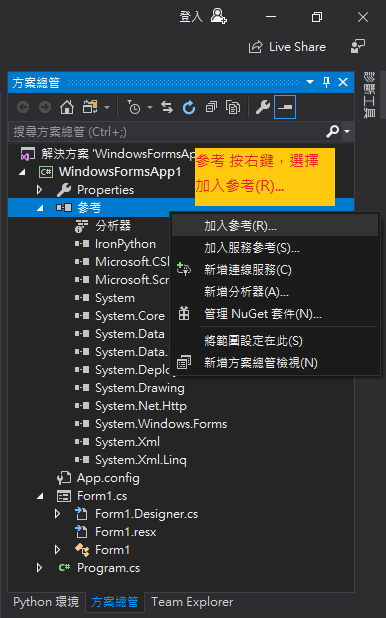 登入
Live Share
方案總管
診斷工具
搜尋方案總管 (Ctrl+;)
解決方案 'WindowsFormsAp
參考 按右鍵，選擇
加入參考(R)...
WindowsFormsApp1
Properties
參考
加入參考(R)...
加入服務參考(S)...
新增連線服務(C)
新增分析器(A)...
管理 NuGet 套件(N)...
將範圍設定在此(S)
新增方案總管檢視(N)
分析器
IronPython
Microsoft.CS
Microsoft.Scr
System
System.Core
System.Data
System.Data.
System.Deplo
System.Drawing
System.Net.Http
System.Windows.Forms
System.Xml
System.Xml.Linq
App.config
Form1.cs
Form1.Designer.cs
Form1.resx
Form1
Program.cs
Python 環境
方案總管
Team Explorer